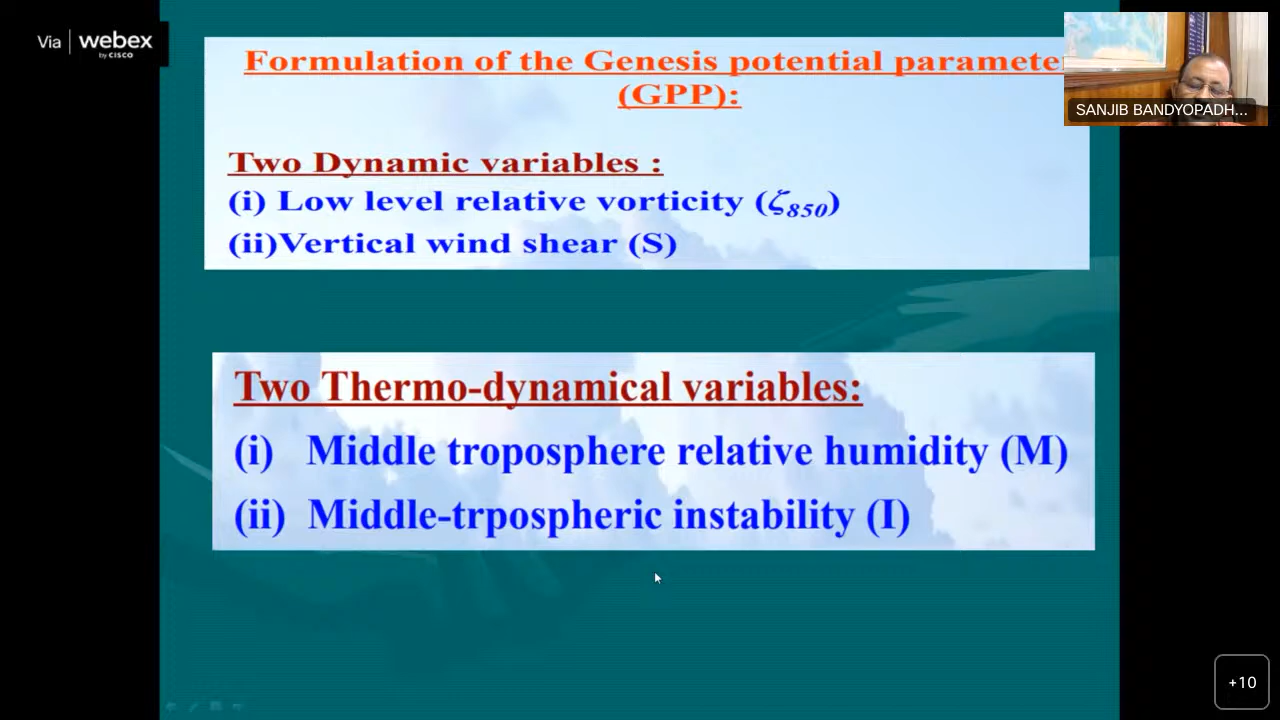 Via webex
by CISCO
Formulation of the Genesis potential paramete
(GPP):
SANJIB BANDYOPADH...
Two Dynamic variables :
(i) Low level relative vorticity (ζ850)
(ii)Vertical wind shear (S)
Two Thermo-dynamical variables:
(i) Middle troposphere relative humidity (M)
(ii) Middle-trpospheric instability (I)
+10